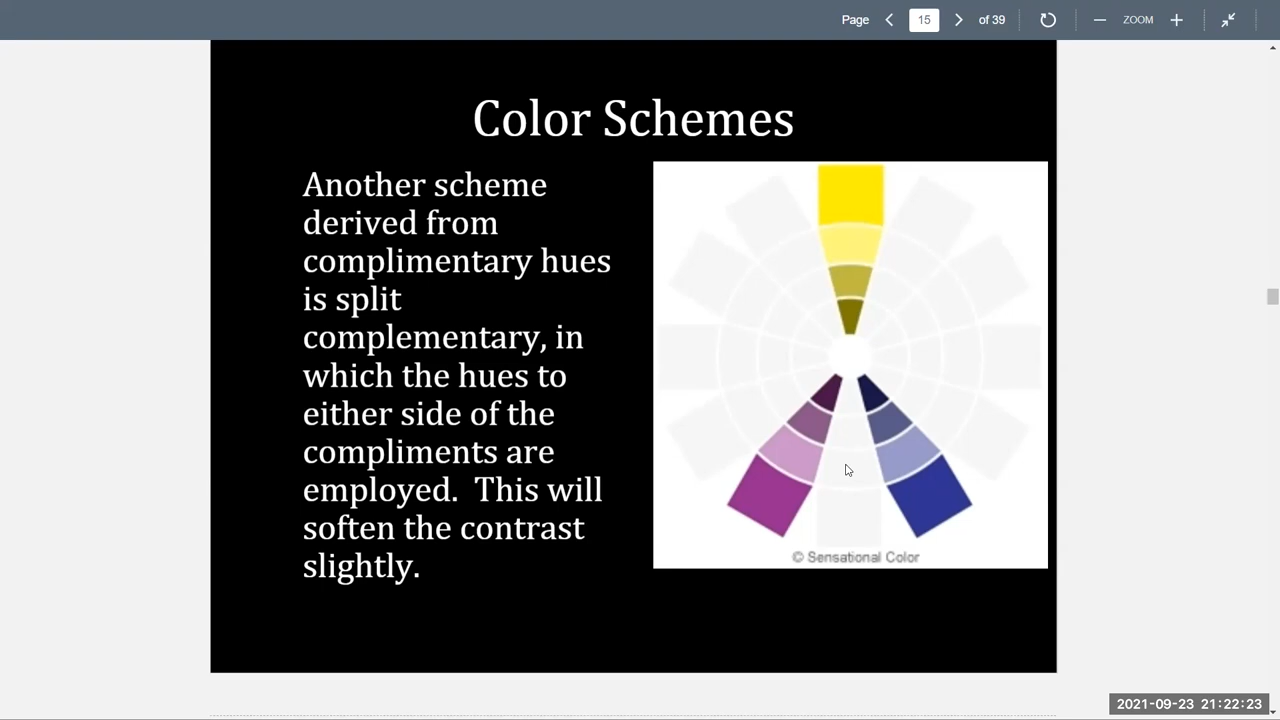 Page 15 of 39 ZOOM
Color Schemes
Another scheme
derived from
complimentary hues
is split
complementary, in
which the hues to
either side of the
compliments are
employed.  This will
soften the contrast
slightly.
© Sensational Color
2021-09-23 21:22:23